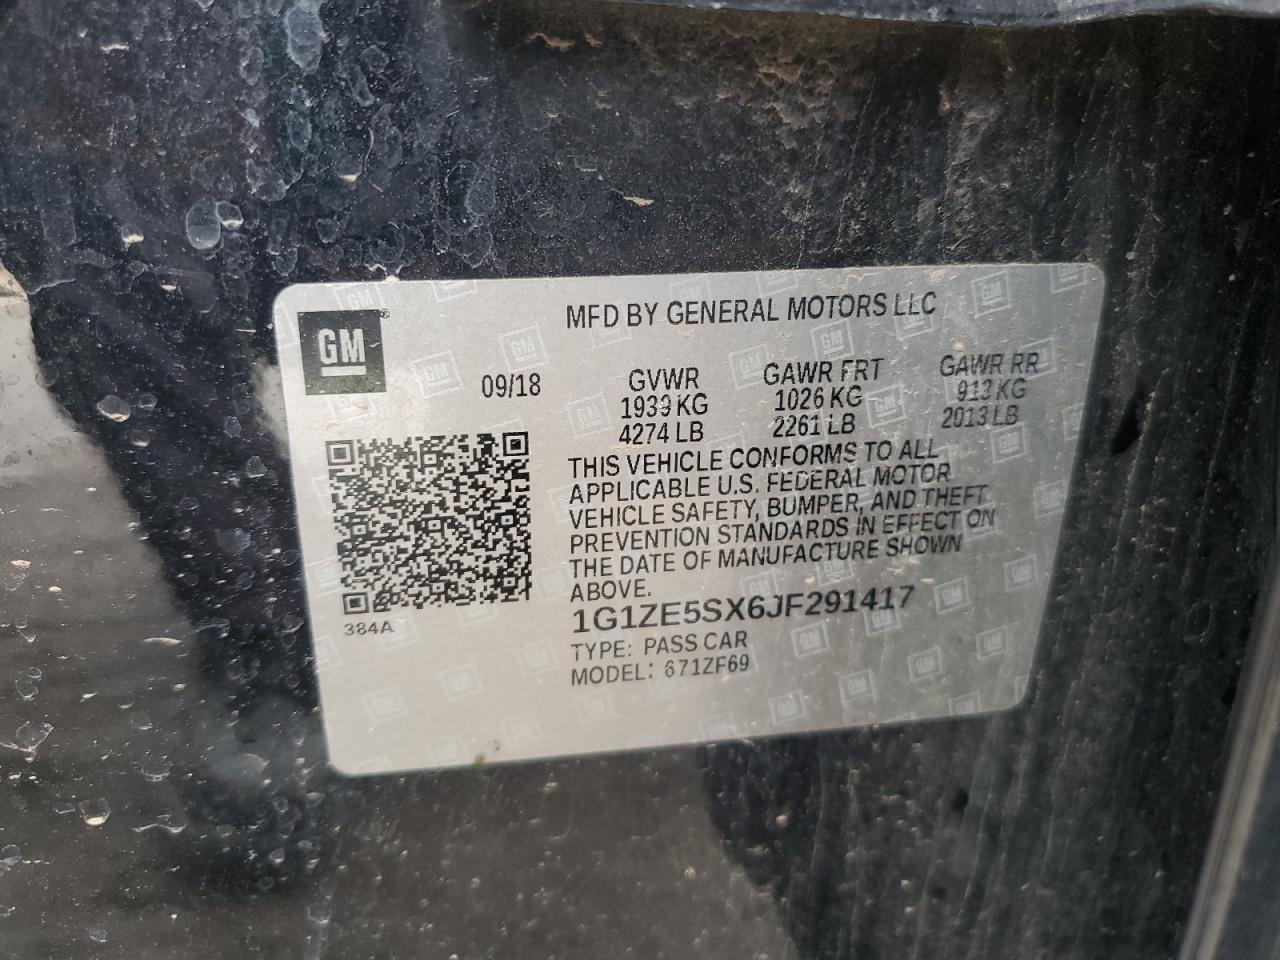 MFD BY GENERAL MOTORS LLC
GM®
09/18
GVWR
1939 KG
4274 LB
GAWR FRT
1026 KG
2261 LB
GAWR RR
913 KG
2013 LB
THIS VEHICLE CONFORMS TO ALL
APPLICABLE U.S. FEDERAL MOTOR
VEHICLE SAFETY, BUMPER, AND THEFT
PREVENTION STANDARDS IN EFFECT ON
THE DATE OF MANUFACTURE SHOWN
ABOVE.
1G1ZE5SX6JF291417
TYPE: PASS CAR
MODEL: 671ZF69
384A